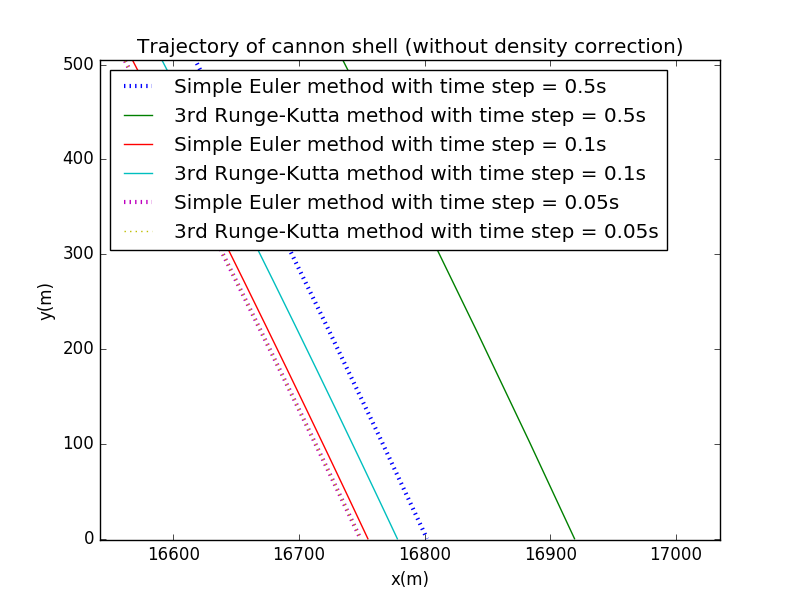 Trajectory of cannon shell (without density correction)
500
Simple Euler method with time step = 0.5s
3rd Runge-Kutta method with time step = 0.5s
Simple Euler method with time step = 0.1s
400
3rd Runge-Kutta method with time step = 0.1s
Simple Euler method with time step = 0.05s
3rd Runge-Kutta method with time step = 0.05s
300
y(m)
200
100
0
16600 16700 16800 16900 17000
x(m)